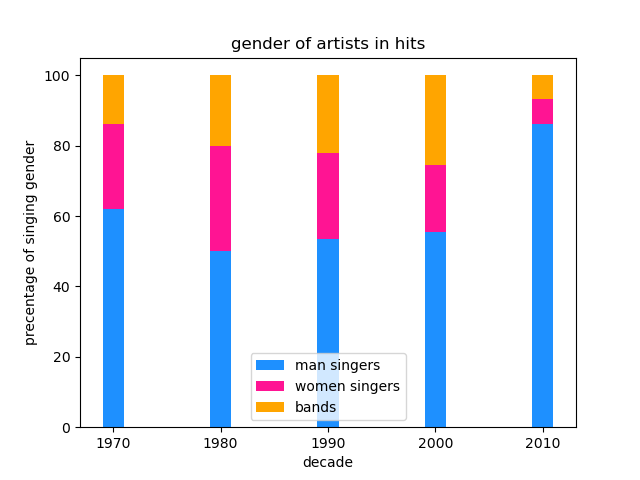 gender of artists in hits
precentage of singing gender
100
80
60
40
20
0
man singers
women singers
bands
1970 1980 1990 2000 2010
decade